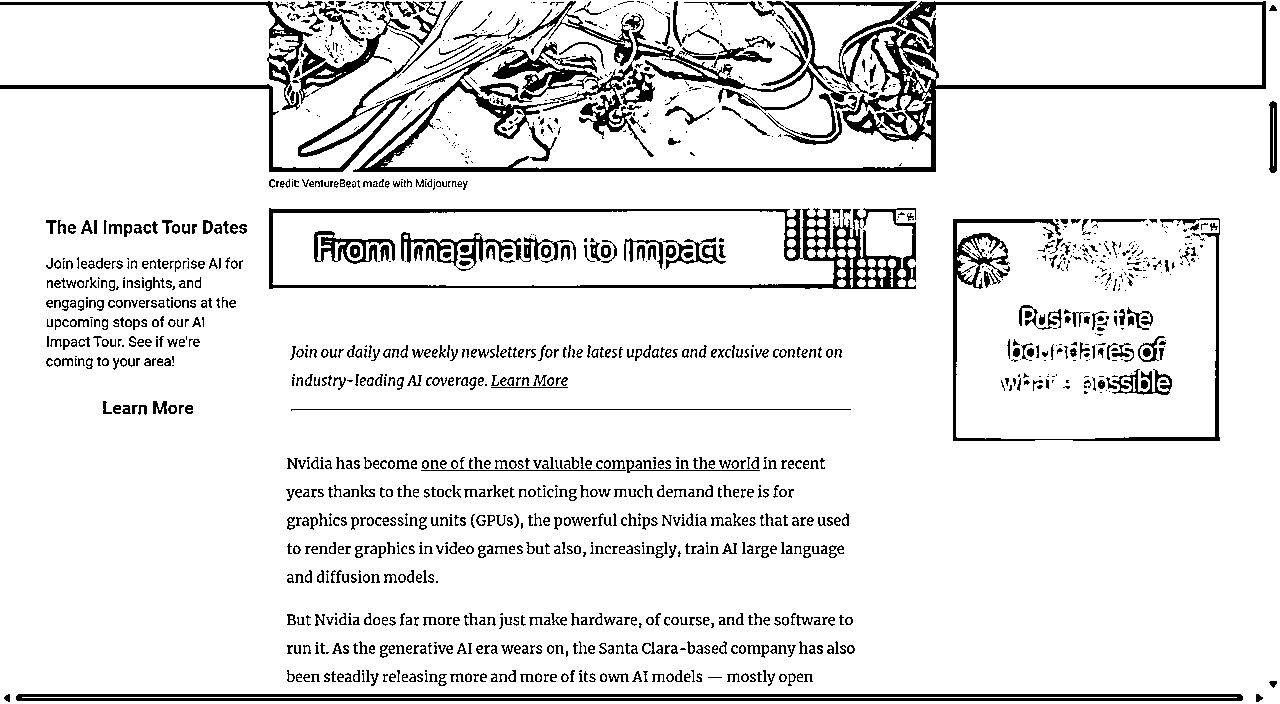 Credit: VentureBeat made with Midjourney
The AI Impact Tour Dates
Join leaders in enterprise AI for
networking, insights, and
engaging conversations at the
upcoming stops of our AI
Impact Tour. See if we're
coming to your area!
Learn More
广告
From imagination to impact
Join our daily and weekly newsletters for the latest updates and exclusive content on
industry-leading AI coverage. Learn More
Nvidia has become one of the most valuable companies in the world in recent
years thanks to the stock market noticing how much demand there is for
graphics processing units (GPUs), the powerful chips Nvidia makes that are used
to render graphics in video games but also, increasingly, train AI large language
and diffusion models.
But Nvidia does far more than just make hardware, of course, and the software to
run it. As the generative AI era wears on, the Santa Clara-based company has also
been steadily releasing more and more of its own AI models — mostly open
广告
Pushing the
boundaries of
what's possible